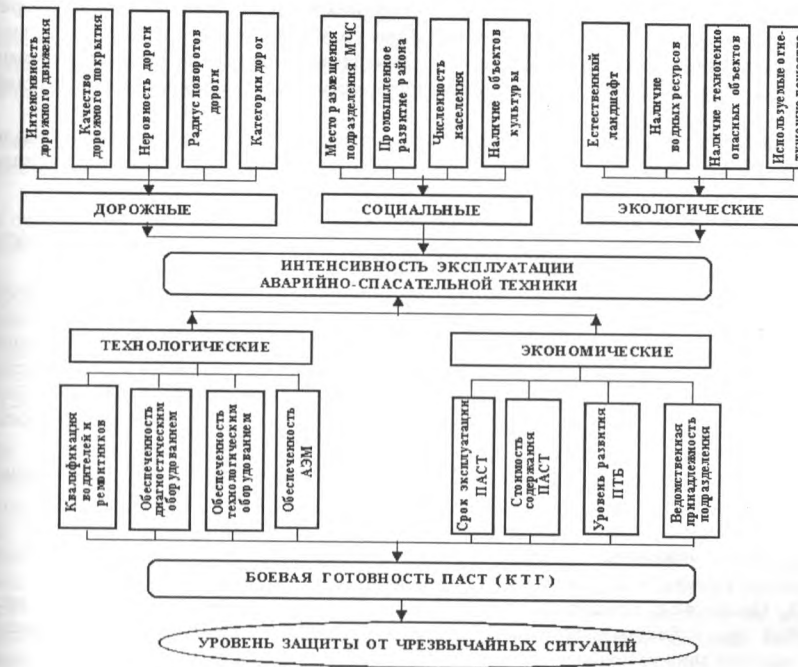 Интенсивность
дорожного движения
Качество
дорожного покрытия
Неровность дороги
Радиус поворотов
дороги
Категории дорог
Место размещения
подразделения МЧС
Промышленное
развитие района
Численность
населения
Наличие объектов
культуры
Естественный
ландшафт
Наличие
водных ресурсов
Наличие техногенно-
опасных объектов
Используемые огне-
ДОРОЖНЫЕ
СОЦИАЛЬНЫЕ
ЭКОЛОГИЧЕСКИЕ
ИНТЕНСИВНОСТЬ ЭКСПЛУАТАЦИИ
АВАРИЙНО-СПАСАТЕЛЬНОЙ ТЕХНИКИ
ТЕХНОЛОГИЧЕСКИЕ
ЭКОНОМИЧЕСКИЕ
Квалификация
водителей и
ремонтников
Обеспеченность
диагностическим
оборудованием
Обеспеченность
технологическим
оборудованием
Обеспеченность
АЭМ
Срок эксплуатации
ПАСТ
Стоимость
содержания
ПАСТ
Уровень развития
ПТБ
Ведомственная
принадлежность
подразделения
БОЕВАЯ ГОТОВНОСТЬ ПАСТ (КТГ)
УРОВЕНЬ ЗАЩИТЫ ОТ ЧРЕЗВЫЧАЙНЫХ СИТУАЦИЙ